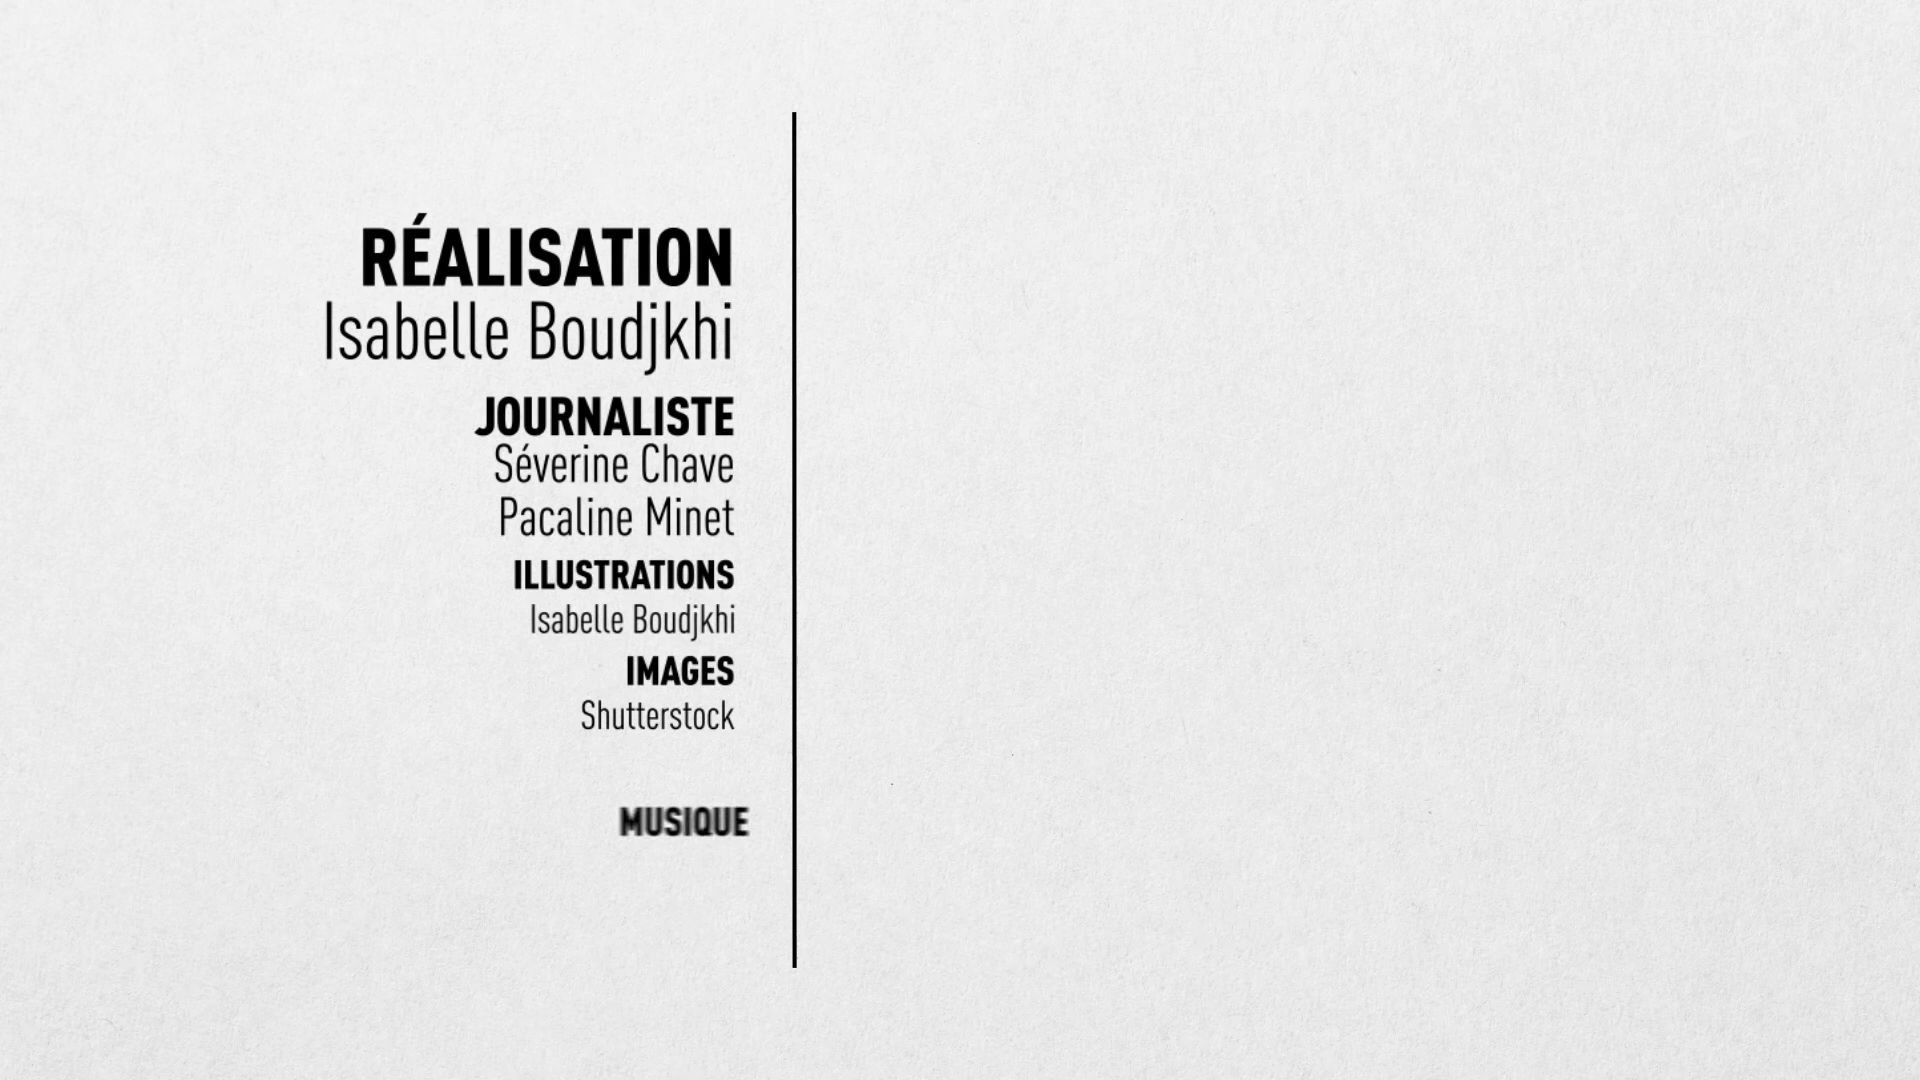 RÉALISATION
Isabelle Boudjkhi
JOURNALISTE
Séverine Chave
Pacaline Minet
ILLUSTRATIONS
Isabelle Boudjkhi
IMAGES
Shutterstock
MUSIQUE